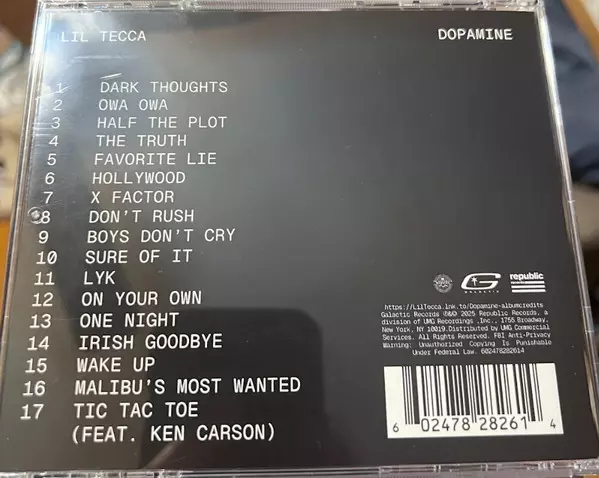 LIL TECCA
DOPAMINE
1 DARK THOUGHTS
2 OWA OWA
3 HALF THE PLOT
4 THE TRUTH
5 FAVORITE LIE
6 HOLLYWOOD
7 X FACTOR
8 DON'T RUSH
9 BOYS DON'T CRY
10 SURE OF IT
11 LYK
12 ON YOUR OWN
13 ONE NIGHT
14 IRISH GOODBYE
15 WAKE UP
16 MALIBU'S MOST WANTED
17 TIC TAC TOE
(FEAT. KEN CARSON)
GALACTIC
republic
https://LilTecca.lnk.to/Dopamine-albumcredits
Galactic Records ℗&© 2025 Republic Records, a
division of UMG Recordings ,Inc., 1755 Broadway,
New York, NY 10019.Distributed by UMG Commercial
Services. All Rights Reserved. FBI Anti-Privacy
Warning: Unauthorized Copying Is Punishable
Under Federal Law. 602478282614
6 02478 28261 4